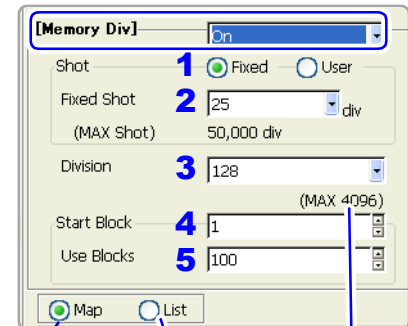 [Memory Div] On
Shot 1 Fixed User
Fixed Shot 2 25 div
(MAX Shot) 50,000 div
Division 3 128
(MAX 4096)
Start Block 4 1
Use Blocks 5 100
Map List